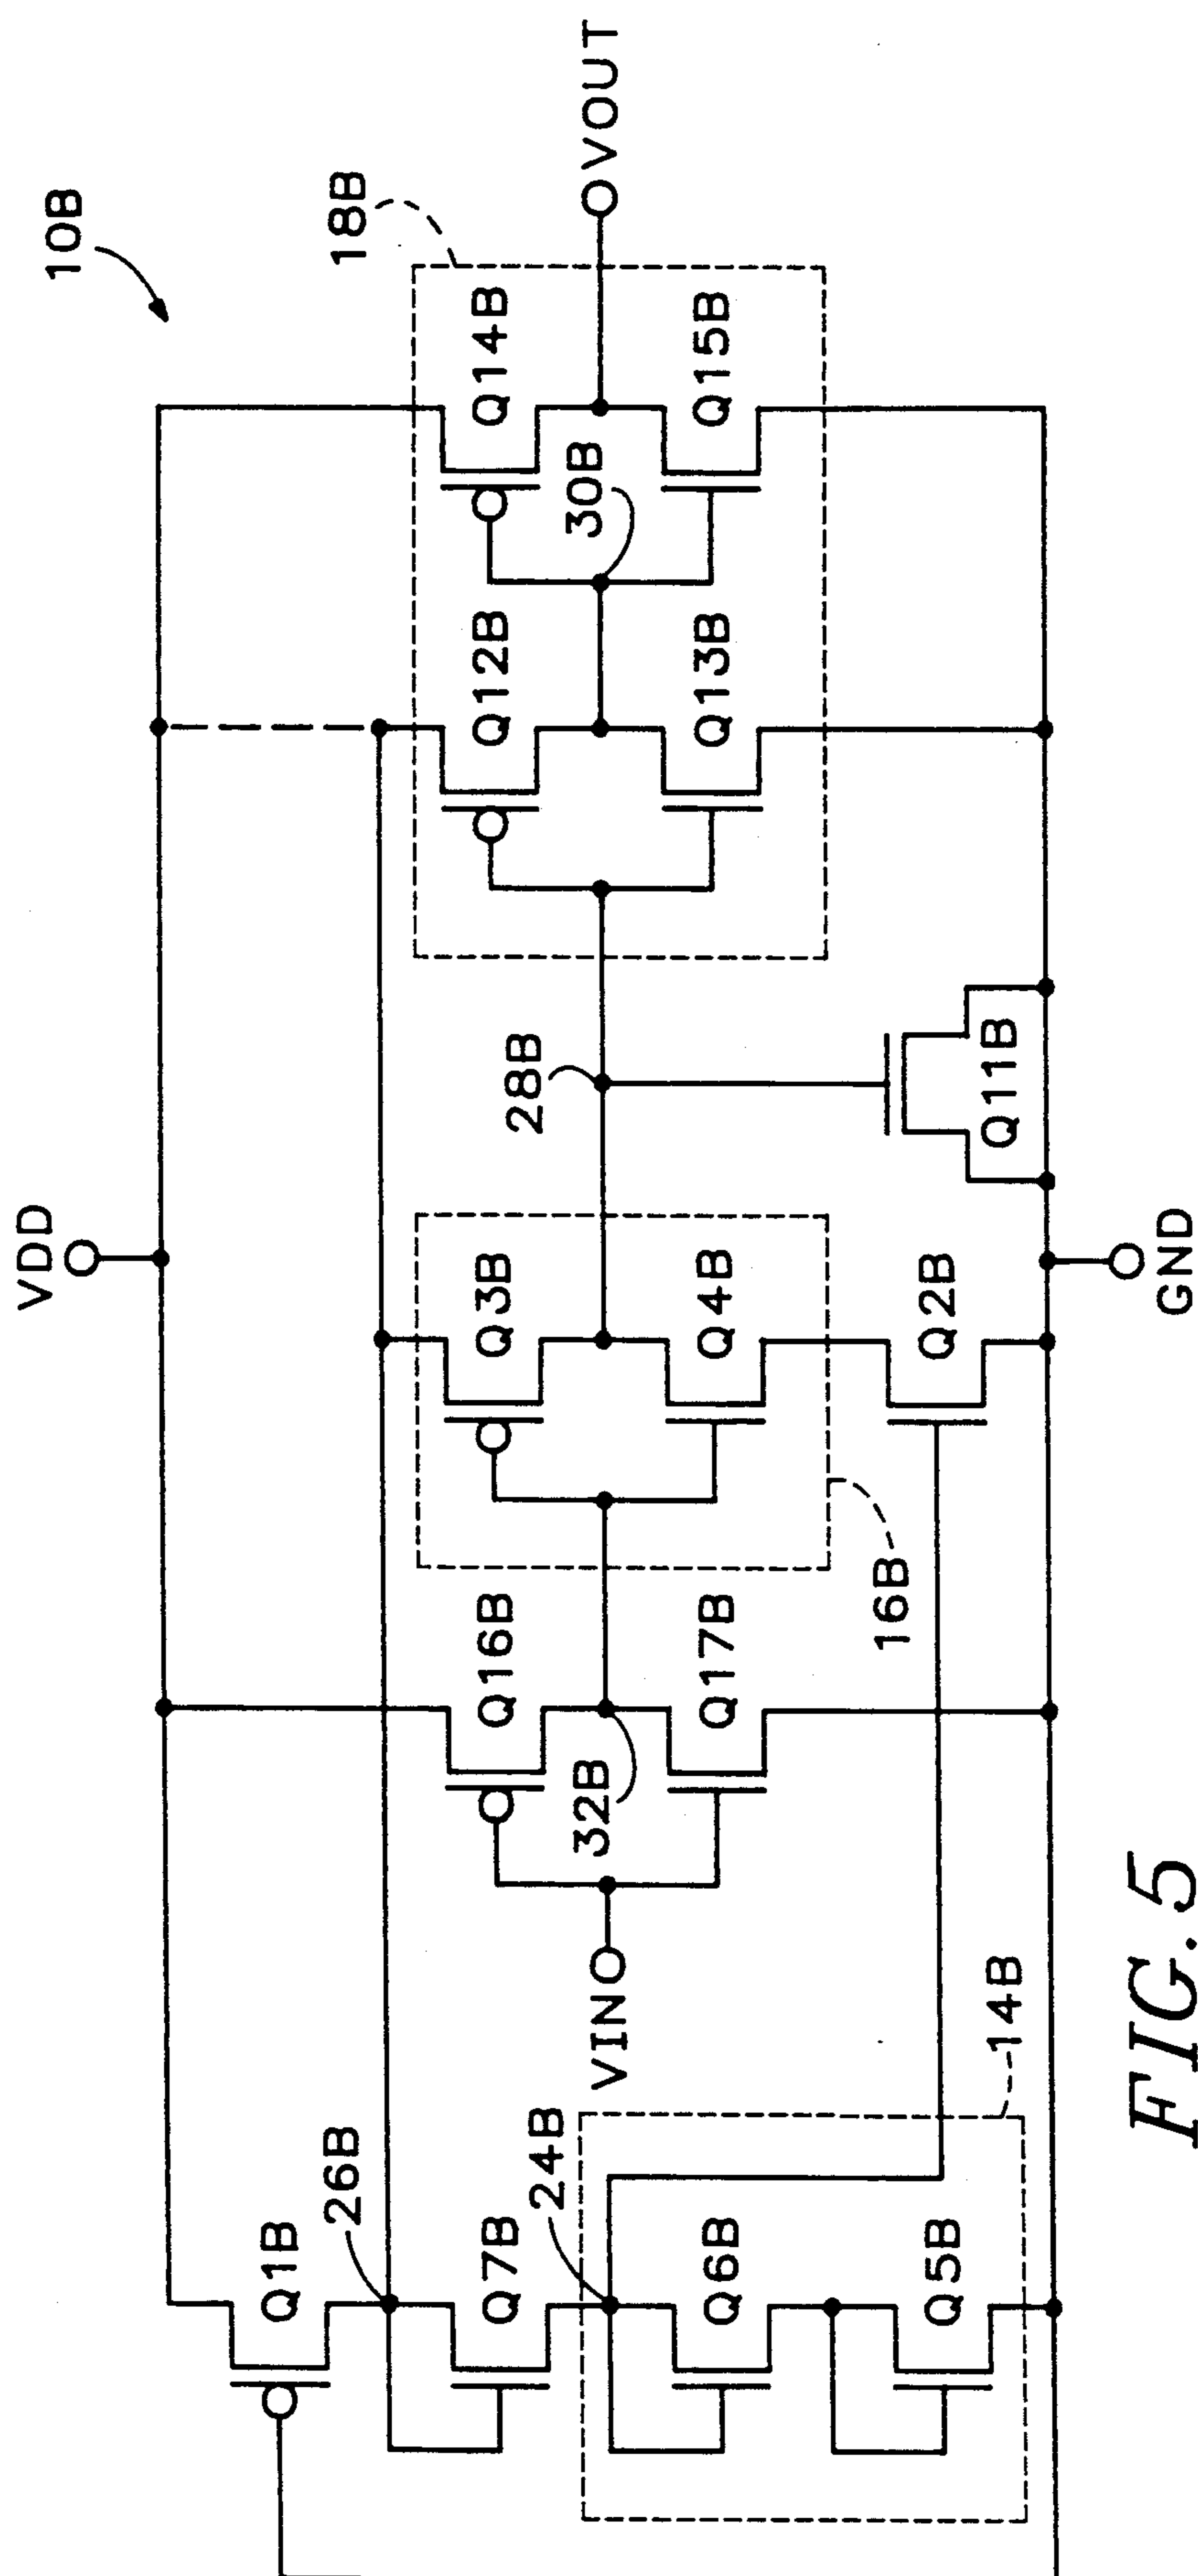 10B
VDD
18B
Q1B
26B
Q7B
24B
Q6B
Q5B
14B
VIN
Q16B
32B
Q17B
16B
Q3B
Q4B
Q2B
28B
Q11B
Q12B
Q13B
30B
Q14B
Q15B
VOUT
GND
FIG. 5